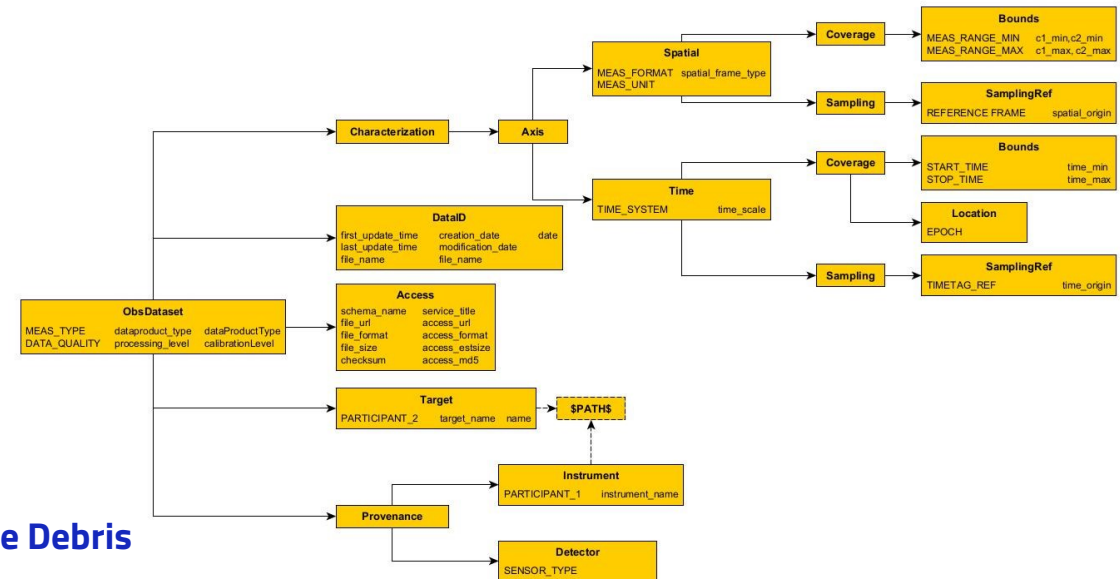 Bounds
MEAS_RANGE_MIN c1_min,c2_min
MEAS_RANGE_MAX c1_max, c2_max
Coverage
Spatial
MEAS_FORMAT spatial_frame_type
MEAS_UNIT
Sampling
SamplingRef
REFERENCE FRAME spatial_origin
Characterization
Axis
Bounds
START_TIME time_min
STOP_TIME time_max
Coverage
Time
TIME_SYSTEM time_scale
Location
EPOCH
Sampling
SamplingRef
TIMETAG_REF time_origin
DataID
first_update_time creation_date date
last_update_time modification_date
file_name file_name
ObsDataset
MEAS_TYPE dataproduct_type dataProductType
DATA_QUALITY processing_level calibrationLevel
Access
schema_name service_title
file_url access_url
file_format access_format
file_size access_estsize
checksum access_md5
Target
PARTICIPANT_2 target_name name
$PATH$
Instrument
PARTICIPANT_1 instrument_name
Provenance
Detector
SENSOR_TYPE
e Debris